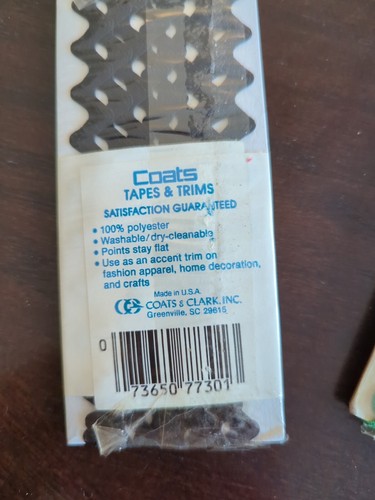 Coats
TAPES & TRIMS
SATISFACTION GUARANTEED
• 100% polyester
• Washable/dry-cleanable
• Points stay flat
• Use as an accent trim on
fashion apparel, home decoration,
and crafts
Made in U.S.A.
COATS & CLARK, INC.
Greenville, SC 29615
0 73650 77301